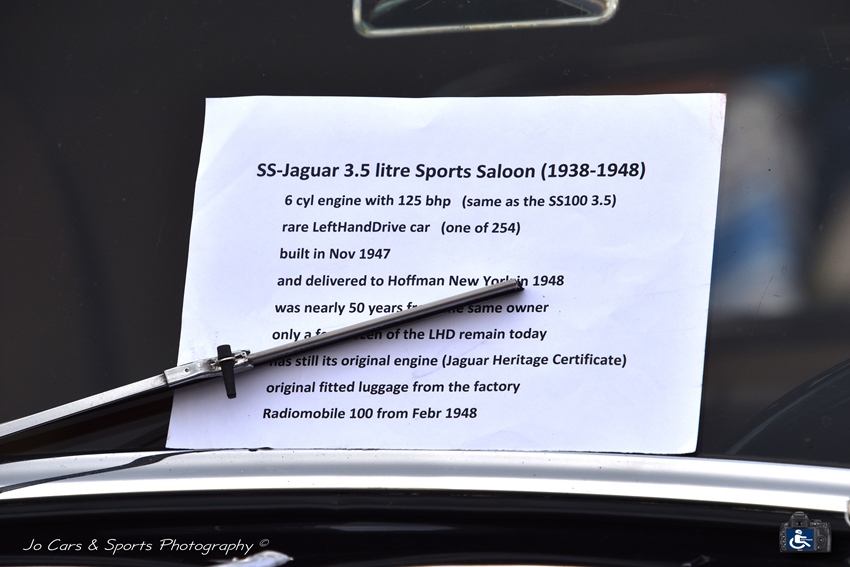 SS-Jaguar 3.5 litre Sports Saloon (1938-1948)
6 cyl engine with 125 bhp (same as the SS100 3.5)
rare LeftHandDrive car (one of 254)
built in Nov 1947
and delivered to Hoffman New York in 1948
was nearly 50 years same owner
only a of the LHD remain today
has still its original engine (Jaguar Heritage Certificate)
original fitted luggage from the factory
Radiomobile 100 from Febr 1948
Jo Cars & Sports Photography ©